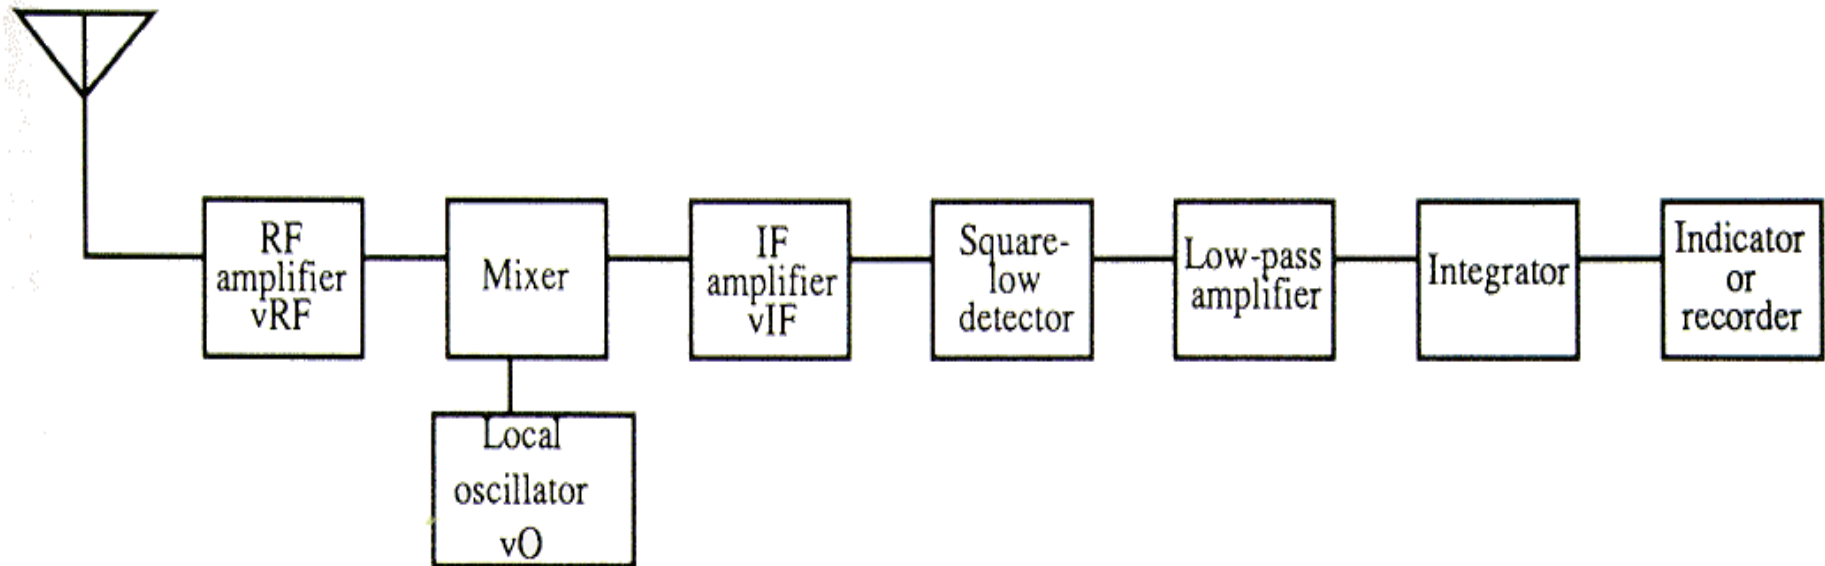 RF
amplifier
vRF
Mixer
IF
amplifier
vIF
Square-
low
detector
Low-pass
amplifier
Integrator
Indicator
or
recorder
Local
oscillator
vO